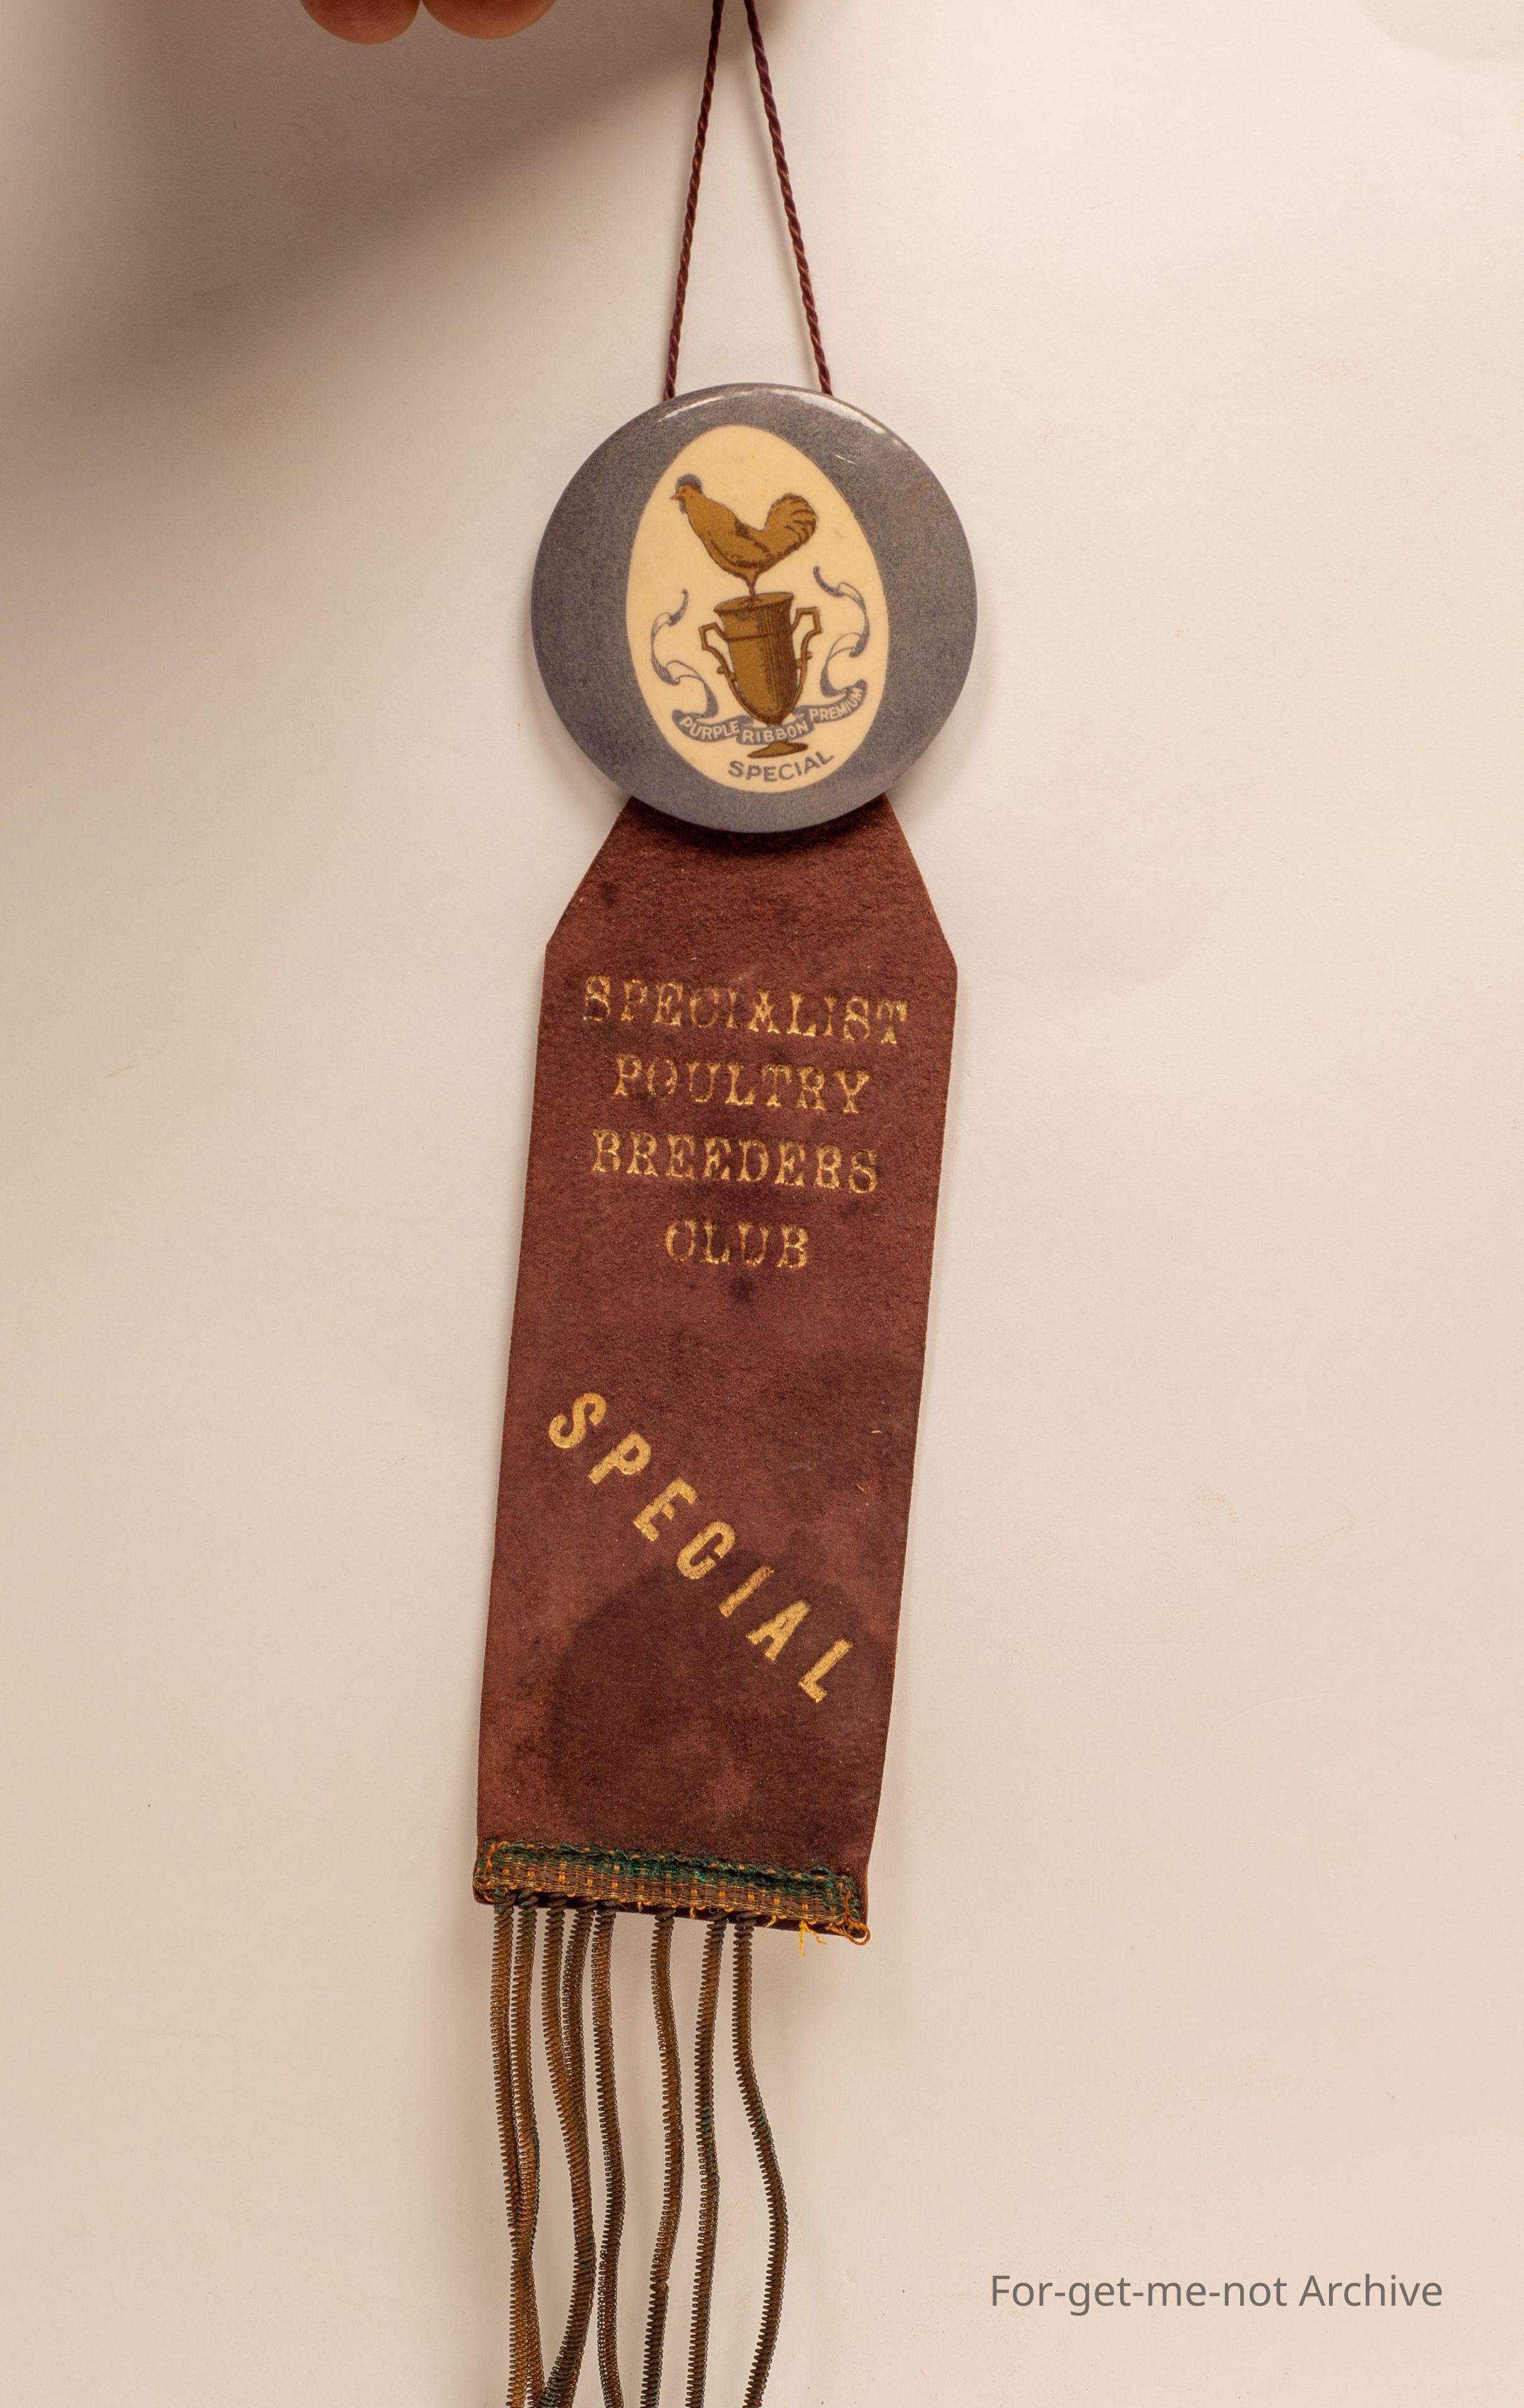 PURPLE RIBBON PREMIUM
SPECIAL
SPECIALIST
POULTRY
BREEDERS
CLUB
SPECIAL
For-get-me-not Archive